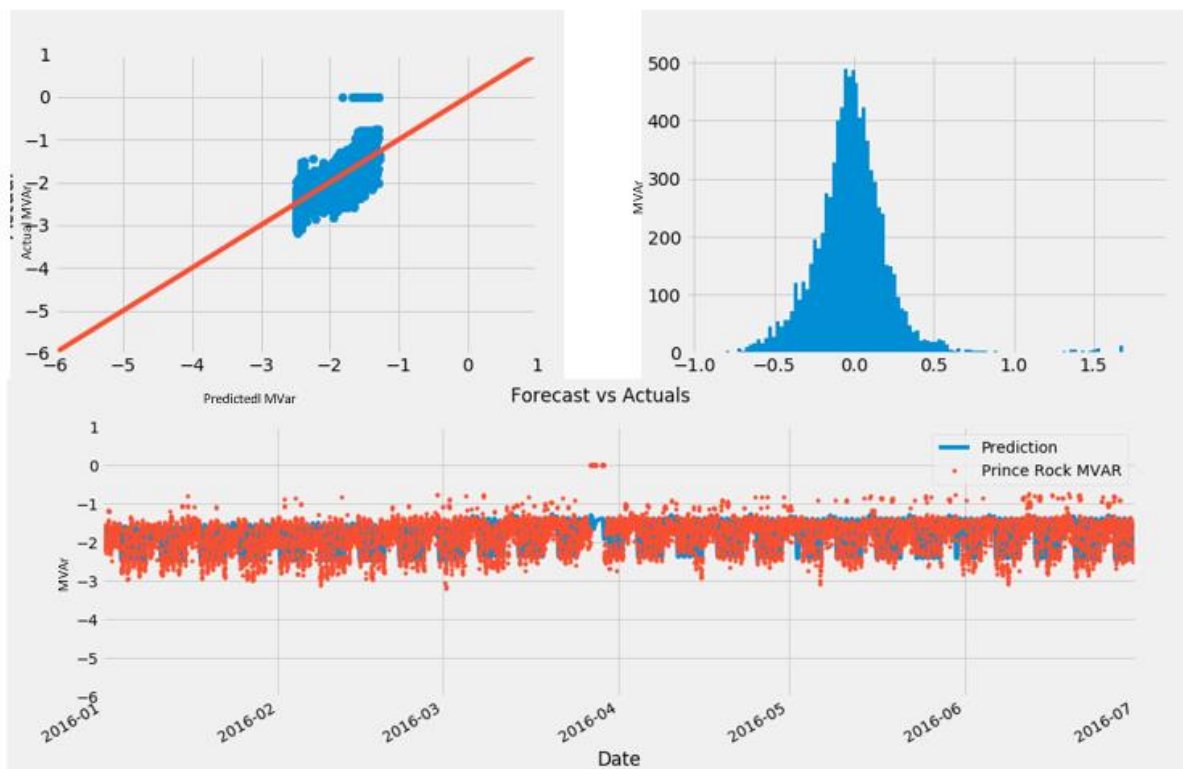 1
0
−1
−2
−3
−4
−5
−6
Actual MVAr
−6 −5 −4 −3 −2 −1 0 1
Predictedl MVar
500
400
300
200
100
0
MVAr
−1.0 −0.5 0.0 0.5 1.0 1.5
Forecast vs Actuals
1
0
−1
−2
−3
−4
−5
−6
MVAr
Prediction
Prince Rock MVAR
2016-01 2016-02 2016-03 2016-04 2016-05 2016-06 2016-07
Date